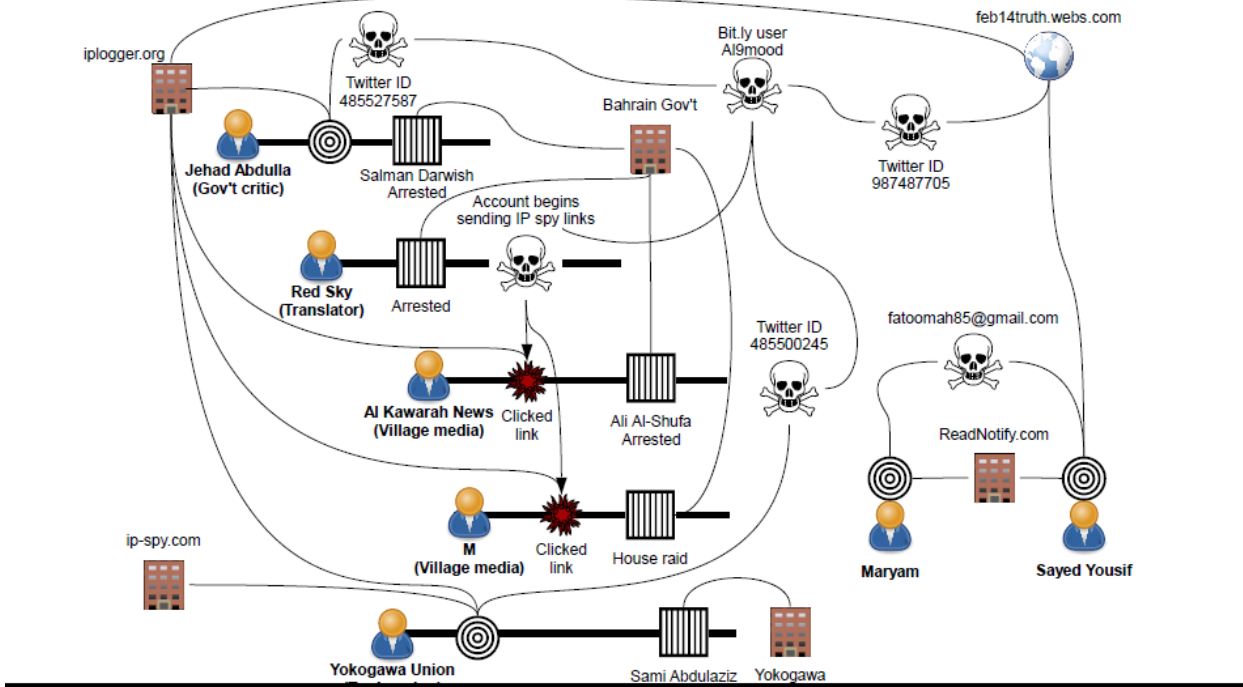 iplogger.org
Twitter ID
485527587
Bit.ly user
Al9mood
feb14truth.webs.com
Bahrain Gov't
Twitter ID
987487705
Jehad Abdulla
(Gov't critic)
Salman Darwish
Arrested
Account begins
sending IP spy links
Red Sky
(Translator)
Arrested
Twitter ID
485500245
fatoomah85@gmail.com
Al Kawarah News
(Village media)
Clicked
link
Ali Al-Shufa
Arrested
ReadNotify.com
ip-spy.com
M
(Village media)
Clicked
link
House raid
Maryam
Sayed Yousif
Yokogawa Union
Sami Abdulaziz
Yokogawa